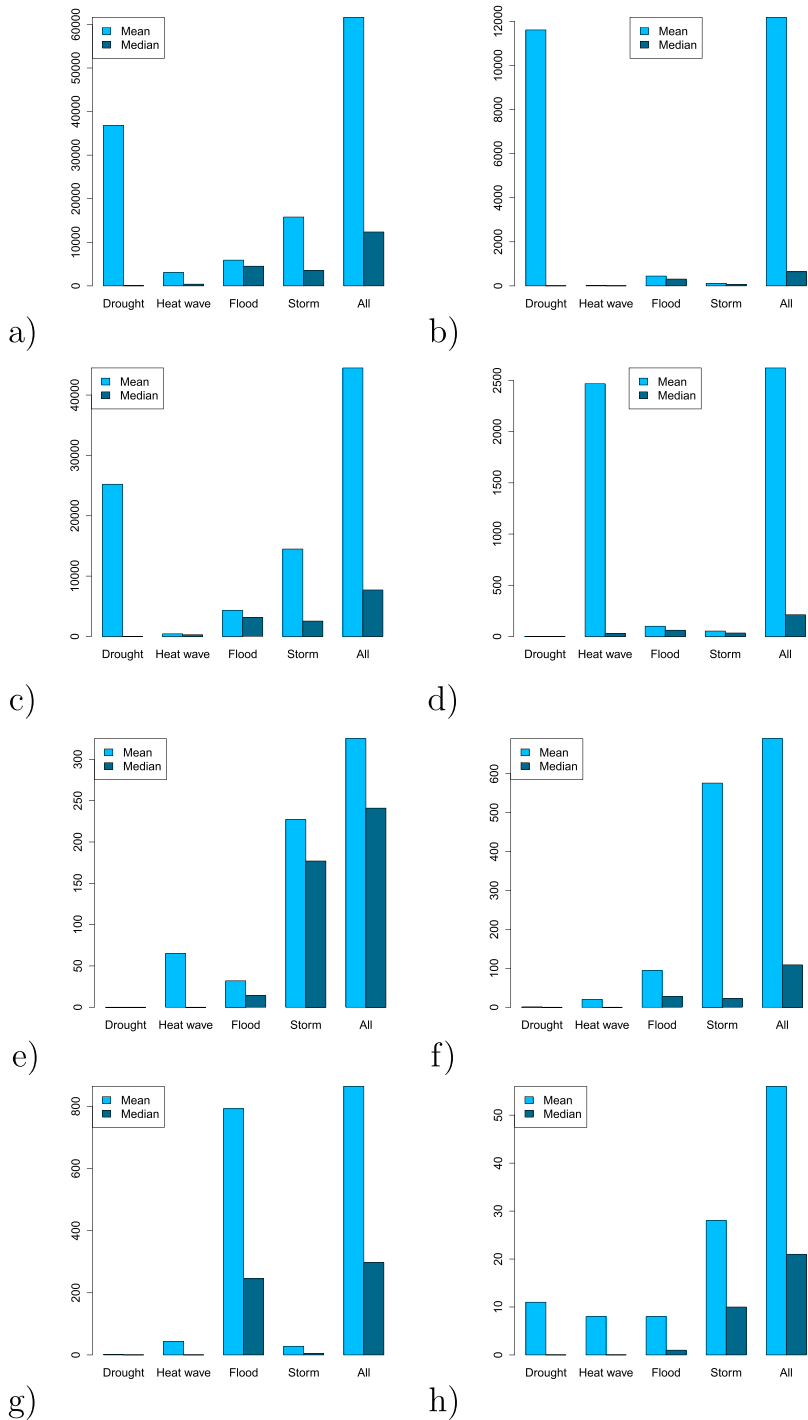 Mean
Median
60000
50000
40000
30000
20000
10000
0
Drought Heat wave Flood Storm All
a)
Mean
Median
12000
10000
8000
6000
4000
2000
0
Drought Heat wave Flood Storm All
b)
Mean
Median
40000
30000
20000
10000
0
Drought Heat wave Flood Storm All
c)
Mean
Median
2500
2000
1500
1000
500
0
Drought Heat wave Flood Storm All
d)
Mean
Median
300
250
200
150
100
50
0
Drought Heat wave Flood Storm All
e)
Mean
Median
600
500
400
300
200
100
0
Drought Heat wave Flood Storm All
f)
Mean
Median
800
600
400
200
0
Drought Heat wave Flood Storm All
g)
Mean
Median
50
40
30
20
10
0
Drought Heat wave Flood Storm All
h)